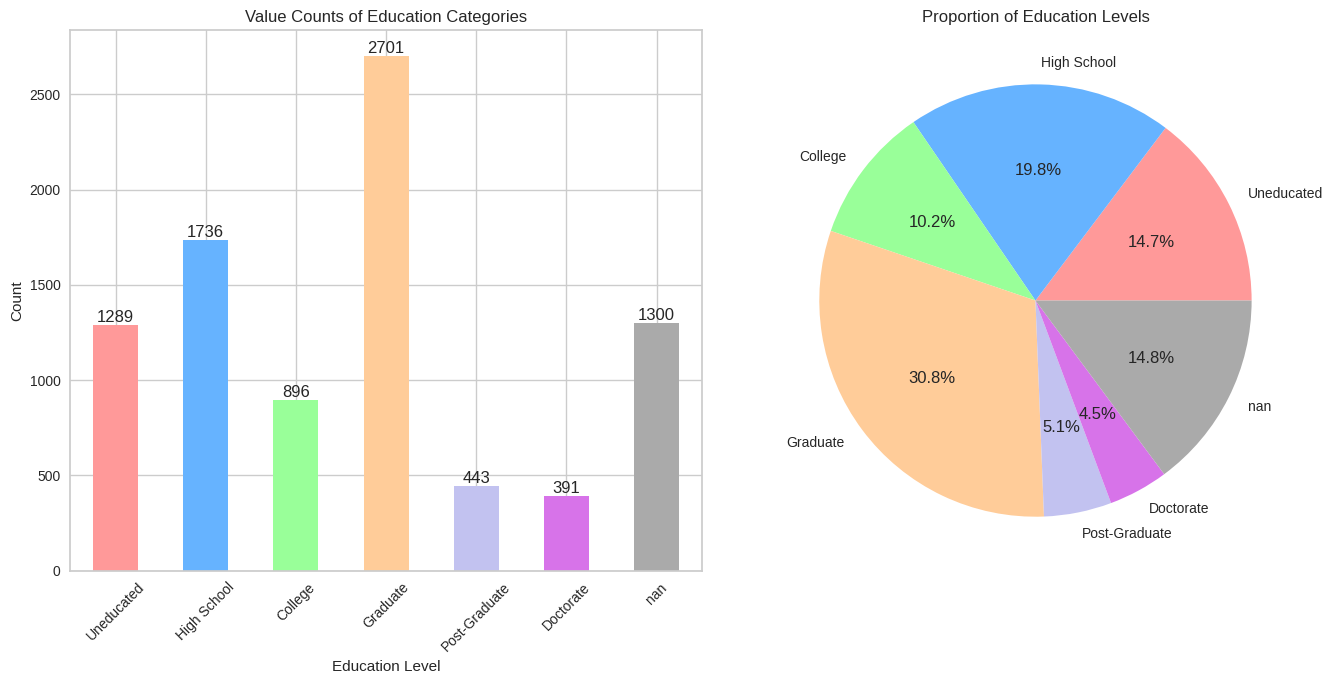 Value Counts of Education Categories
Count
2500
2000
1500
1000
500
0
1289
1736
896
2701
443
391
1300
Uneducated
High School
College
Graduate
Post-Graduate
Doctorate
nan
Education Level
Proportion of Education Levels
High School
College
Uneducated
Graduate
nan
Doctorate
Post-Graduate
19.8%
10.2%
14.7%
30.8%
14.8%
5.1%
4.5%